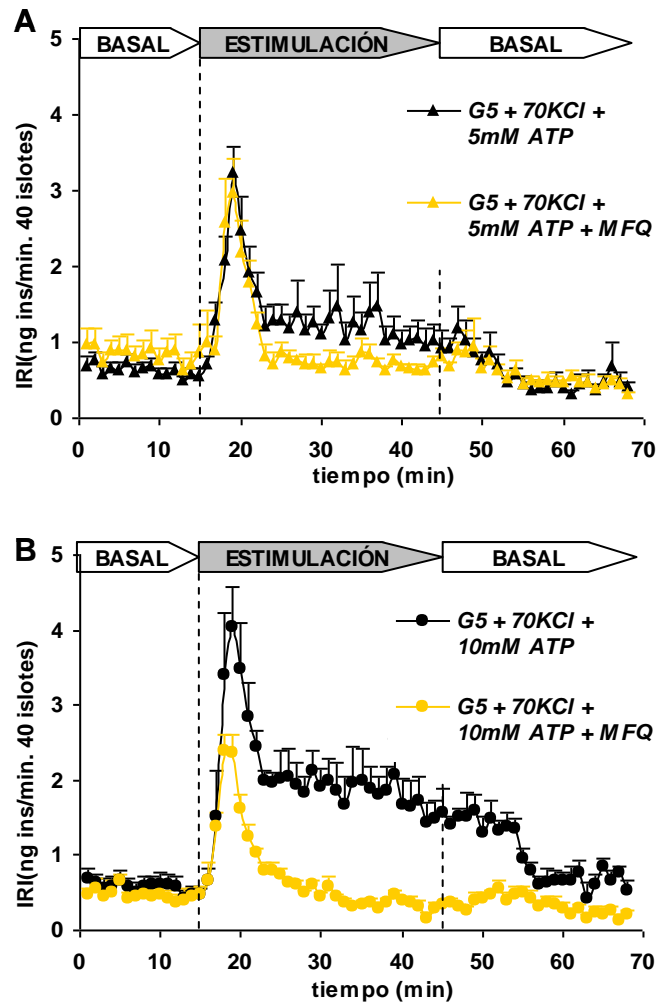 A
BASAL
ESTIMULACIÓN
BASAL
IRI(ng ins/min. 40 islotes)
5
4
3
2
1
0
G5 + 70KCl +
5mM ATP
G5 + 70KCl +
5mM ATP + MFQ
0 10 20 30 40 50 60 70
tiempo (min)
B
BASAL
ESTIMULACIÓN
BASAL
IRI(ng ins/min. 40 islotes)
5
4
3
2
1
0
G5 + 70KCl +
10mM ATP
G5 + 70KCl +
10mM ATP + MFQ
0 10 20 30 40 50 60 70
tiempo (min)